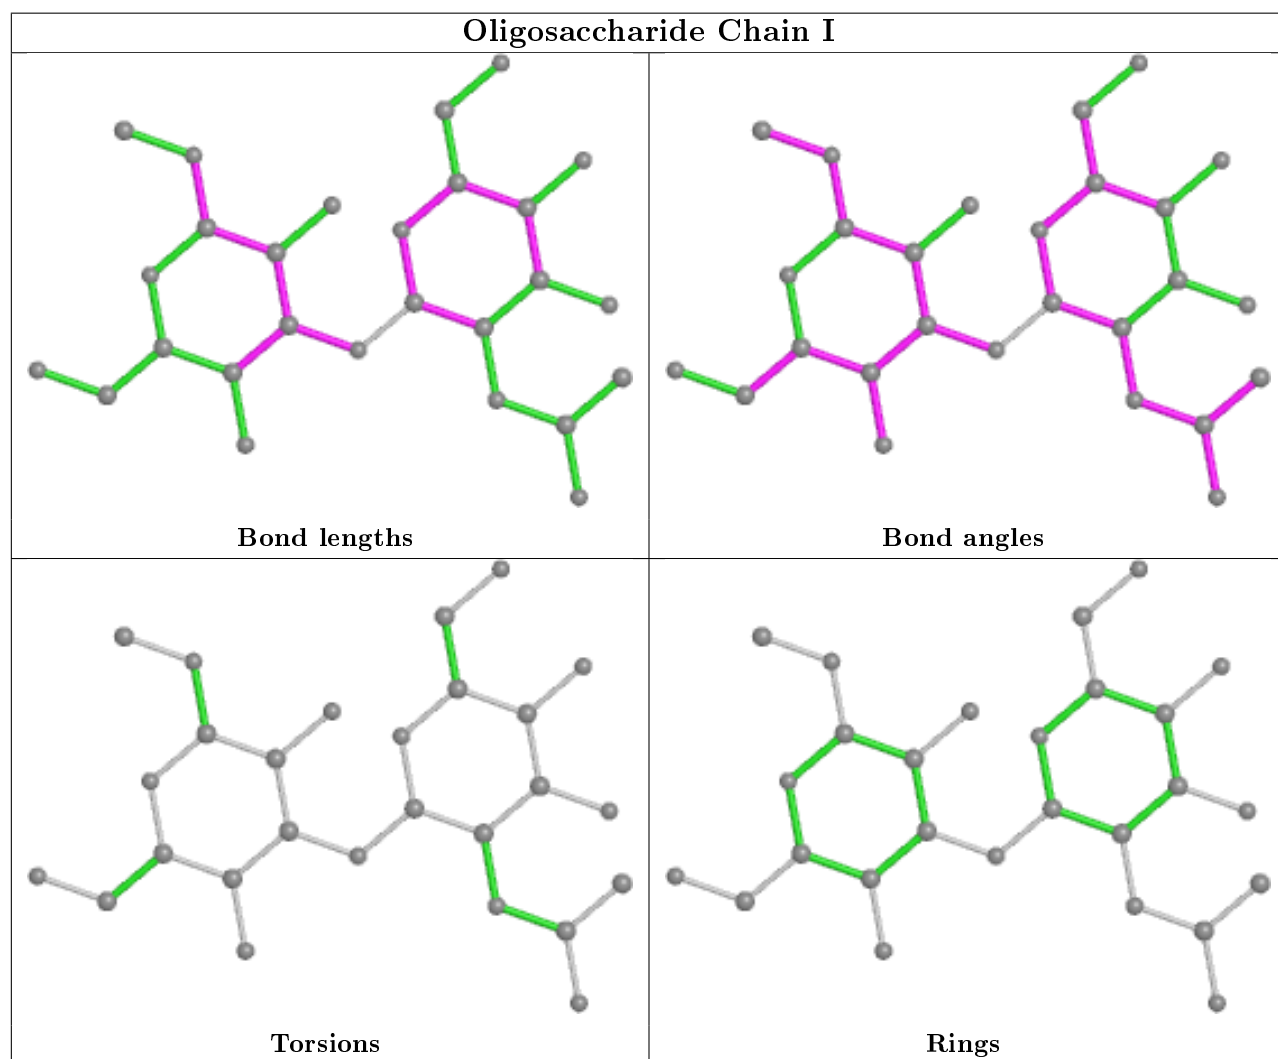 Oligosaccharide Chain I
Bond lengths
Bond angles
Torsions
Rings